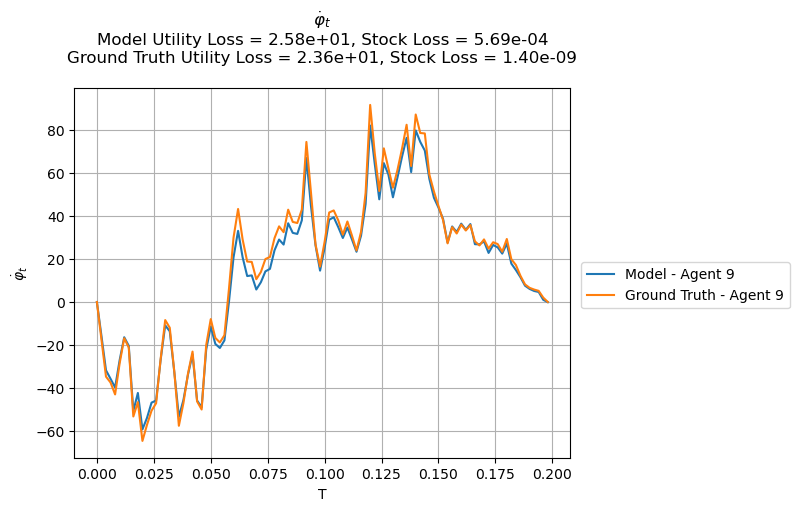 φ̇ₜ
Model Utility Loss = 2.58e+01, Stock Loss = 5.69e-04
Ground Truth Utility Loss = 2.36e+01, Stock Loss = 1.40e-09
φ̇ₜ
80
60
40
20
0
−20
−40
−60
0.000
0.025
0.050
0.075
0.100
0.125
0.150
0.175
0.200
T
Model - Agent 9
Ground Truth - Agent 9